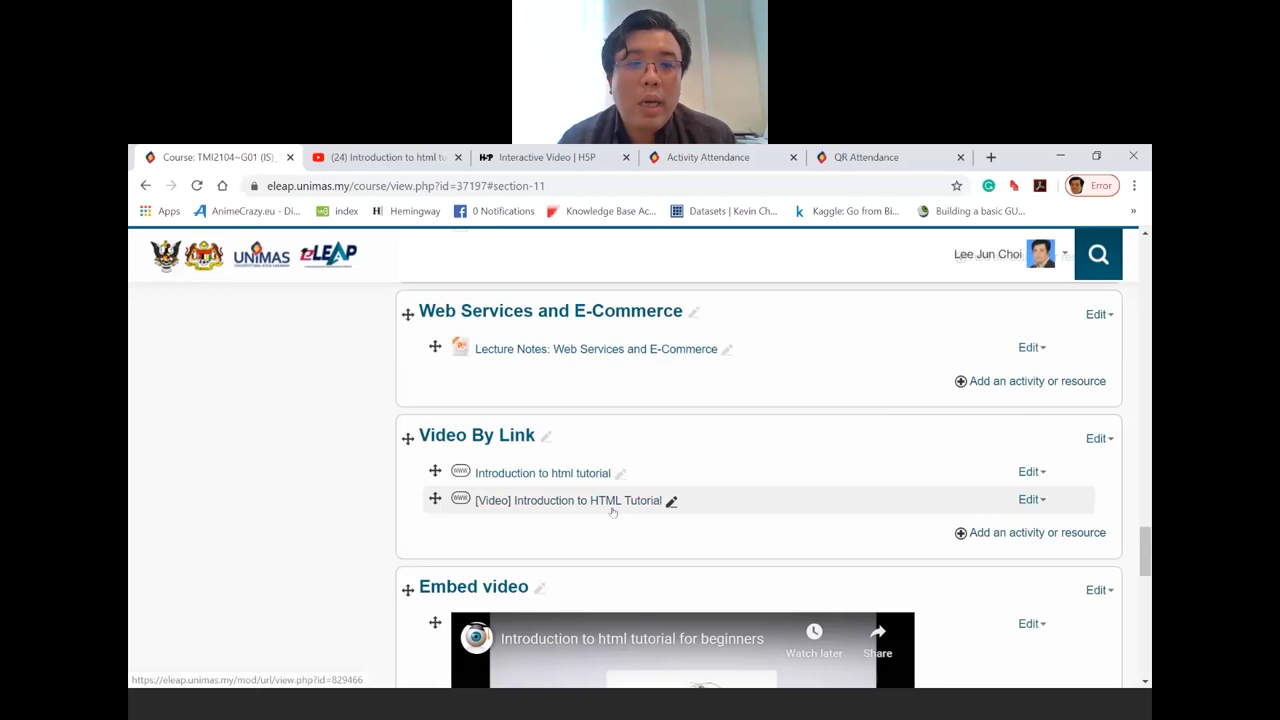 Course: TMI2104~G01 (IS)_
(24) Introduction to html tu
H5P
Interactive Video | H5P
Activity Attendance
QR Attendance
eleap.unimas.my/course/view.php?id=37197#section-11
Error
Apps
AnimeCrazy.eu - Di...
index
Hemingway
0 Notifications
Knowledge Base Ac...
Datasets | Kevin Ch...
Kaggle: Go from Bi...
Building a basic GU...
UNIMAS
eLEAP
Lee Jun Choi
Web Services and E-Commerce
Edit
Lecture Notes: Web Services and E-Commerce
Edit
Add an activity or resource
Video By Link
Edit
www
Introduction to html tutorial
Edit
www
[Video] Introduction to HTML Tutorial
Edit
Add an activity or resource
Embed video
Edit
Edit
Introduction to html tutorial for beginners
Watch later
Share
https://eleap.unimas.my/mod/url/view.php?id=829466